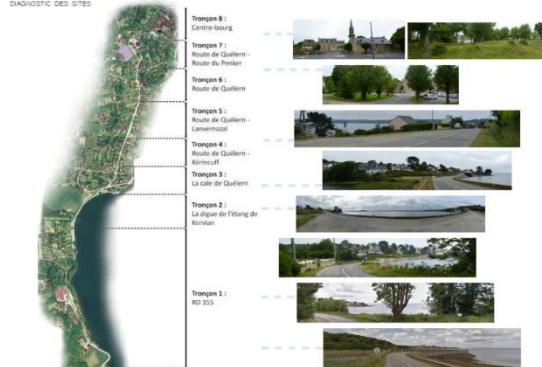 DIAGNOSTIC DES SITES
Tronçon 8 :
Centre-bourg
Tronçon 7 :
Route de Quélern -
Route du Penker
Tronçon 6 :
Route de Quélern
Tronçon 5 :
Route de Quélern -
Lanvernazal
Tronçon 4 :
Route de Quélern -
Kérincuff
Tronçon 3 :
La cale de Quélern
Tronçon 2 :
La digue de l'étang de
Kervian
Tronçon 1 :
RD 355